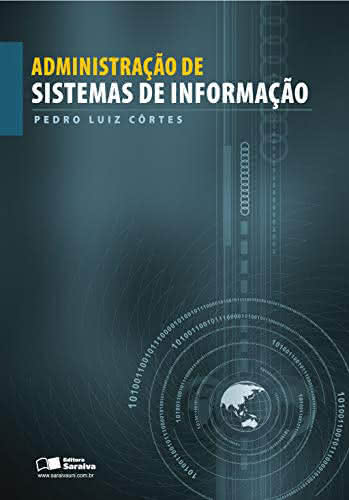 ADMINISTRAÇÃO DE
SISTEMAS DE INFORMAÇÃO
PEDRO LUIZ CÔRTES
Editora
Saraiva
www.saraivauni.com.br